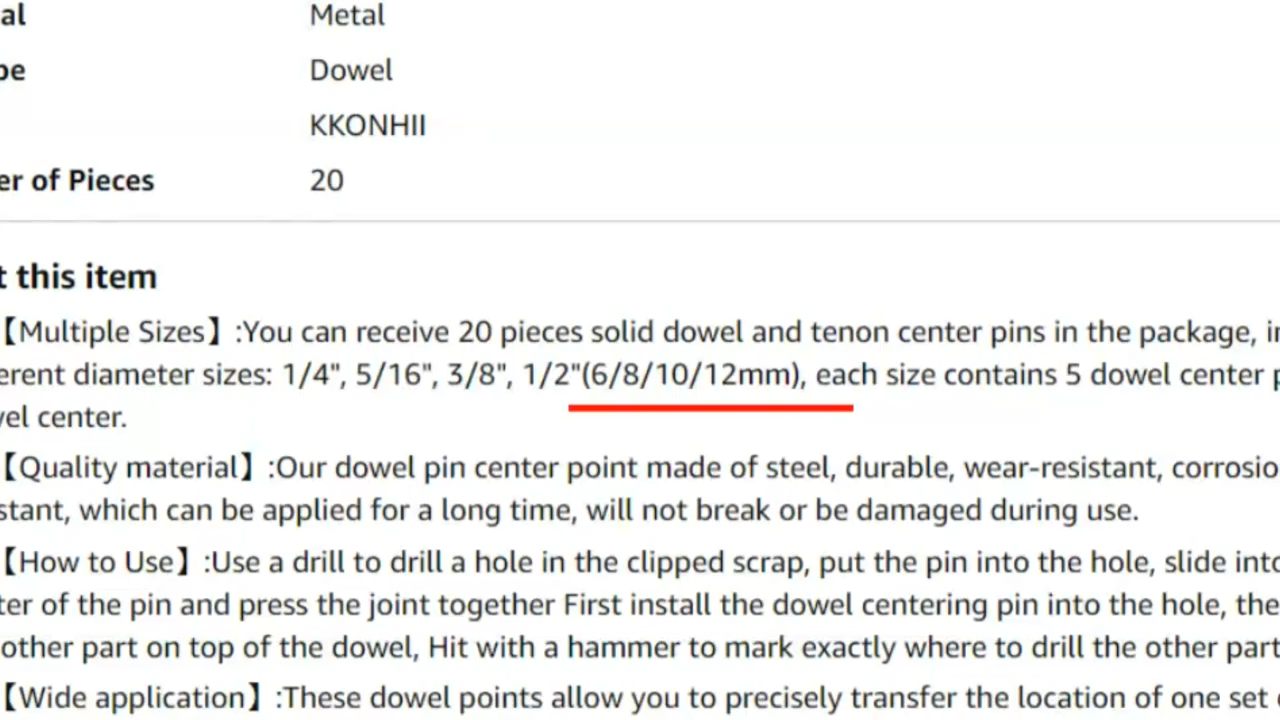 al Metal
pe Dowel
KKONHII
er of Pieces 20
t this item
【Multiple Sizes】:You can receive 20 pieces solid dowel and tenon center pins in the package, in
erent diameter sizes: 1/4", 5/16", 3/8", 1/2"(6/8/10/12mm), each size contains 5 dowel center p
vel center.
【Quality material】:Our dowel pin center point made of steel, durable, wear-resistant, corrosio
stant, which can be applied for a long time, will not break or be damaged during use.
【How to Use】:Use a drill to drill a hole in the clipped scrap, put the pin into the hole, slide into
ter of the pin and press the joint together First install the dowel centering pin into the hole, the
other part on top of the dowel, Hit with a hammer to mark exactly where to drill the other part
【Wide application】:These dowel points allow you to precisely transfer the location of one set